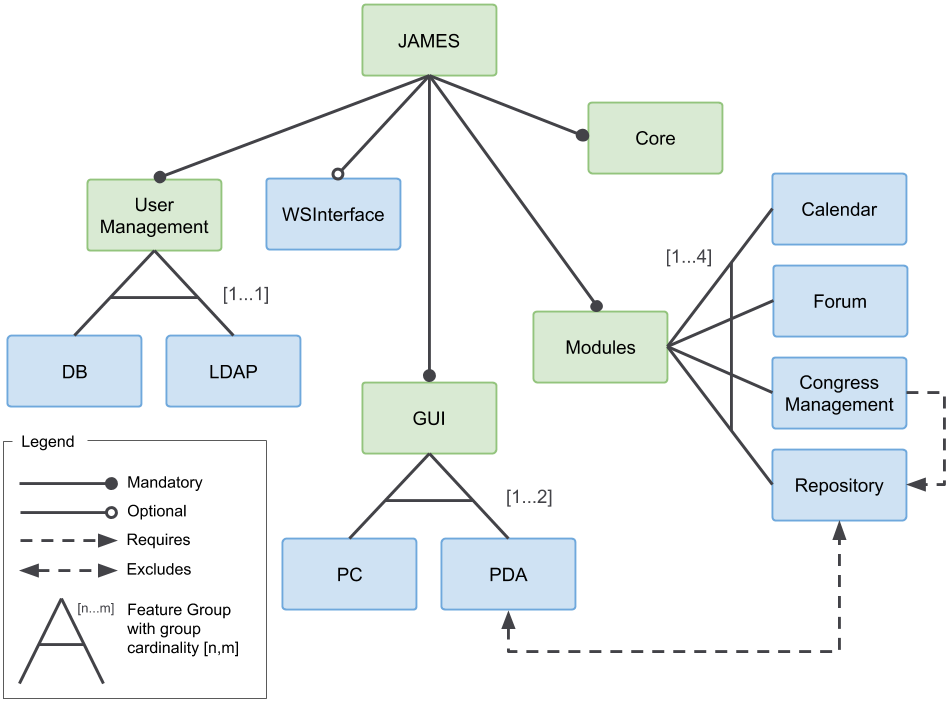 JAMES
Core
User
Management
WSInterface
Calendar
[1...4]
[1...1]
Forum
Modules
DB
LDAP
Congress
Management
GUI
Repository
[1...2]
PC
PDA
Legend
Mandatory
Optional
Requires
Excludes
[n...m]
Feature Group
with group
cardinality [n,m]